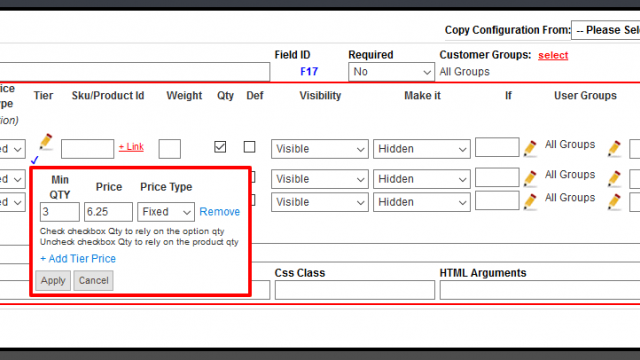 Copy Configuration From: -- Please Sele
Field ID Required Customer Groups: select
F17 No All Groups
rice Tier Sku/Product Id Weight Qty Def Visibility Make it If User Groups
ype
ion)
ed + Link Visible Hidden All Groups
ed Visible Hidden All Groups
ed Visible Hidden All Groups
Min QTY Price Price Type
3 6.25 Fixed Remove
Check checkbox Qty to rely on the option qty
Uncheck checkbox Qty to rely on the product qty
+ Add Tier Price
Apply Cancel
Css Class HTML Arguments